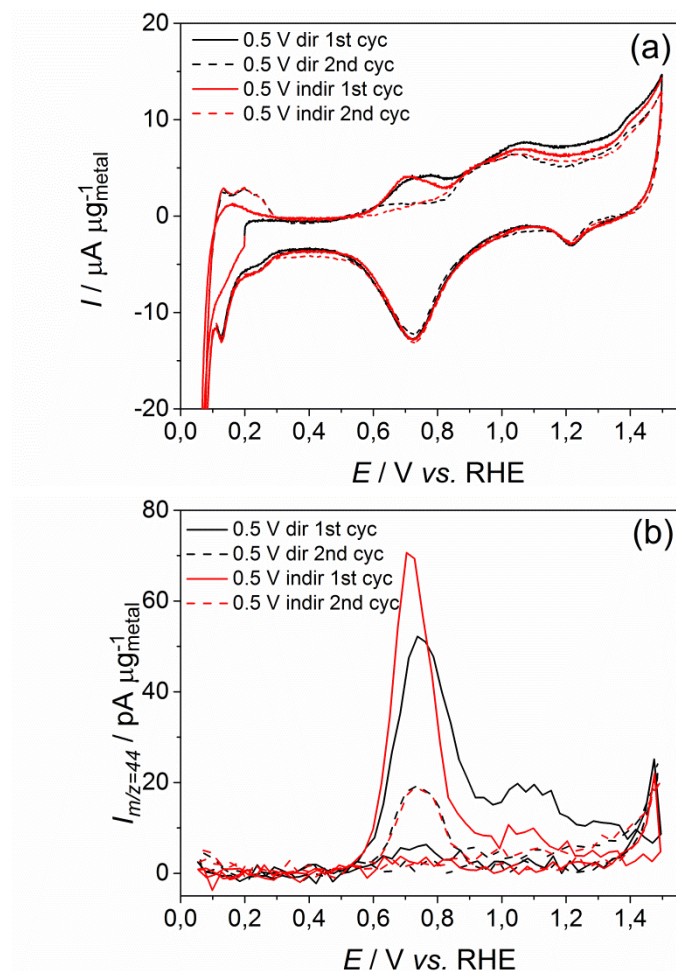 (a)
0.5 V dir 1st cyc
0.5 V dir 2nd cyc
0.5 V indir 1st cyc
0.5 V indir 2nd cyc
I / μA μg⁻¹metal
20
10
0
-10
-20
0,0 0,2 0,4 0,6 0,8 1,0 1,2 1,4
E / V vs. RHE
(b)
0.5 V dir 1st cyc
0.5 V dir 2nd cyc
0.5 V indir 1st cyc
0.5 V indir 2nd cyc
I m/z=44 / pA μg⁻¹metal
80
60
40
20
0
0,0 0,2 0,4 0,6 0,8 1,0 1,2 1,4
E / V vs. RHE